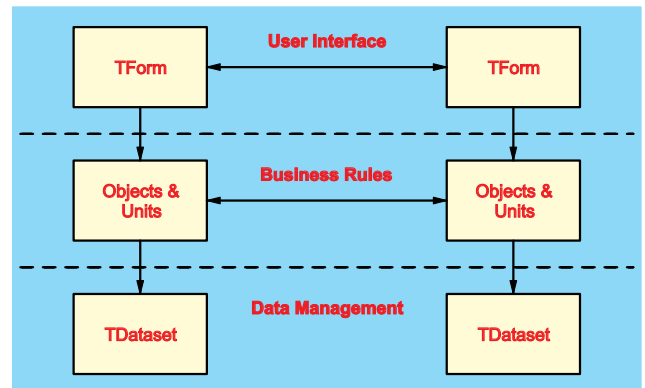 User Interface
TForm
TForm
Business Rules
Objects &
Units
Objects &
Units
Data Management
TDataset
TDataset